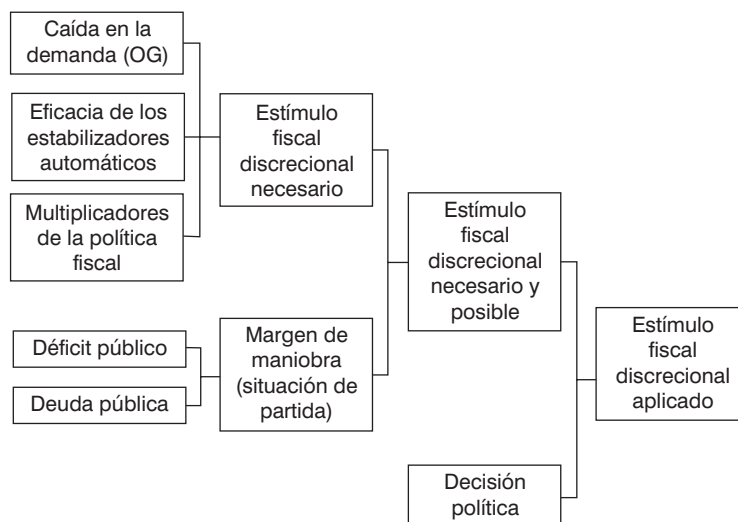 Caída en la
demanda (OG)
Eficacia de los
estabilizadores
automáticos
Multiplicadores
de la política
fiscal
Estímulo
fiscal
discrecional
necesario
Déficit público
Deuda pública
Margen de
maniobra
(situación de
partida)
Estímulo
fiscal
discrecional
necesario y
posible
Decisión
política
Estímulo
fiscal
discrecional
aplicado